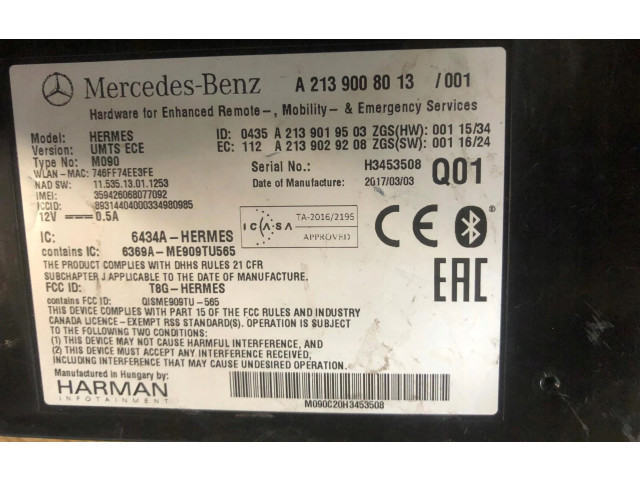 Mercedes-Benz A 213 900 80 13 /001
Hardware for Enhanced Remote-, Mobility- & Emergency Services
Model: HERMES ID: 0435 A 213 901 95 03 ZGS(HW): 001 15/34
Version: UMTS ECE EC: 112 A 213 902 92 08 ZGS(SW): 001 16/24
Type No: M090 Serial No.: H3453508 Q01
WLAN-MAC: 746FF74EE3FE Date of Manufacture: 2017/03/03
NAD SW: 11.535.13.01.1253
IMEI: 359426068077092
ICCID: 8931440400033498098​5
12V 0.5A
ICASA TA-2016/2195
APPROVED
CE
EAC
IC: 6434A-HERMES
contains IC: 6369A-ME909TU565
THE PRODUCT COMPLIES WITH DHHS RULES 21 CFR
SUBCHAPTER J APPLICABLE AT THE DATE OF MANUFACTURE.
FCC ID: T8G-HERMES
contains FCC ID: QISME909TU-565
THIS DEVICE COMPLIES WITH PART 15 OF THE FCC RULES AND INDUSTRY
CANADA LICENCE-EXEMPT RSS STANDARD(S). OPERATION IS SUBJECT TO
THE FOLLOWING TWO CONDITIONS:
(1) THIS DEVICE MAY NOT CAUSE HARMFUL INTERFERENCE, AND
(2) THIS DEVICE MUST ACCEPT ANY INTERFERENCE RECEIVED,
INCLUDING INTERFERENCE THAT MAY CAUSE UNDESIRED OPERATION.
Manufactured in Hungary by:
HARMAN
INFOTAINMENT
M090C20H3453508